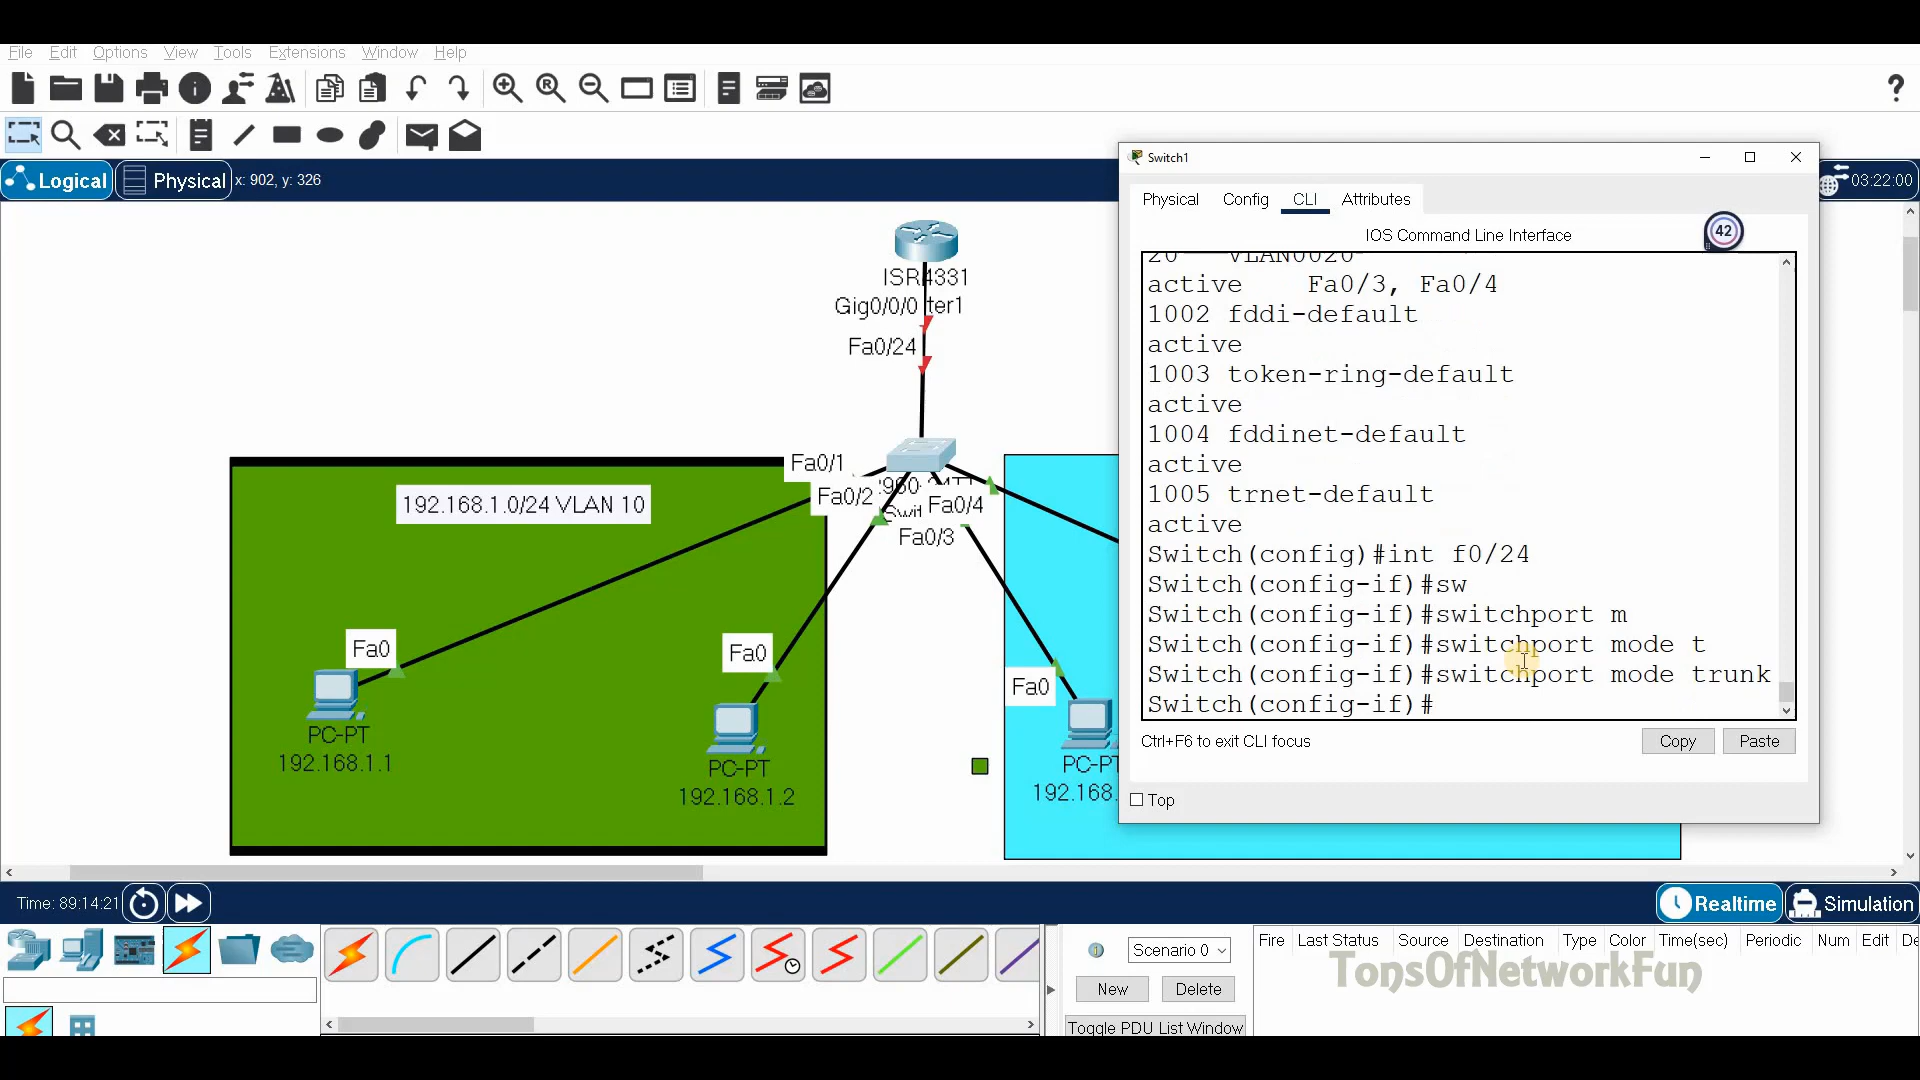 File Edit Options View Tools Extensions Window Help
Logical Physical x: 902, y: 326
03:22:00
ISR4331
Gig0/0/0 ter1
Fa0/24
Fa0/1
Fa0/2
Fa0/4
Fa0/3
192.168.1.0/24 VLAN 10
Fa0
PC-PT
192.168.1.1
Fa0
PC-PT
192.168.1.2
Fa0
PC-PT
192.168.
Switch1
Physical Config CLI Attributes
42
IOS Command Line Interface
20 VLAN0020
active Fa0/3, Fa0/4
1002 fddi-default
active
1003 token-ring-default
active
1004 fddinet-default
active
1005 trnet-default
active
Switch(config)#int f0/24
Switch(config-if)#sw
Switch(config-if)#switchport m
Switch(config-if)#switchport mode t
Switch(config-if)#switchport mode trunk
Switch(config-if)#
Ctrl+F6 to exit CLI focus
Copy Paste
Top
Time: 89:14:21
Realtime Simulation
Scenario 0
New Delete
Toggle PDU List Window
Fire Last Status Source Destination Type Color Time(sec) Periodic Num Edit De
TonsOfNetworkFun